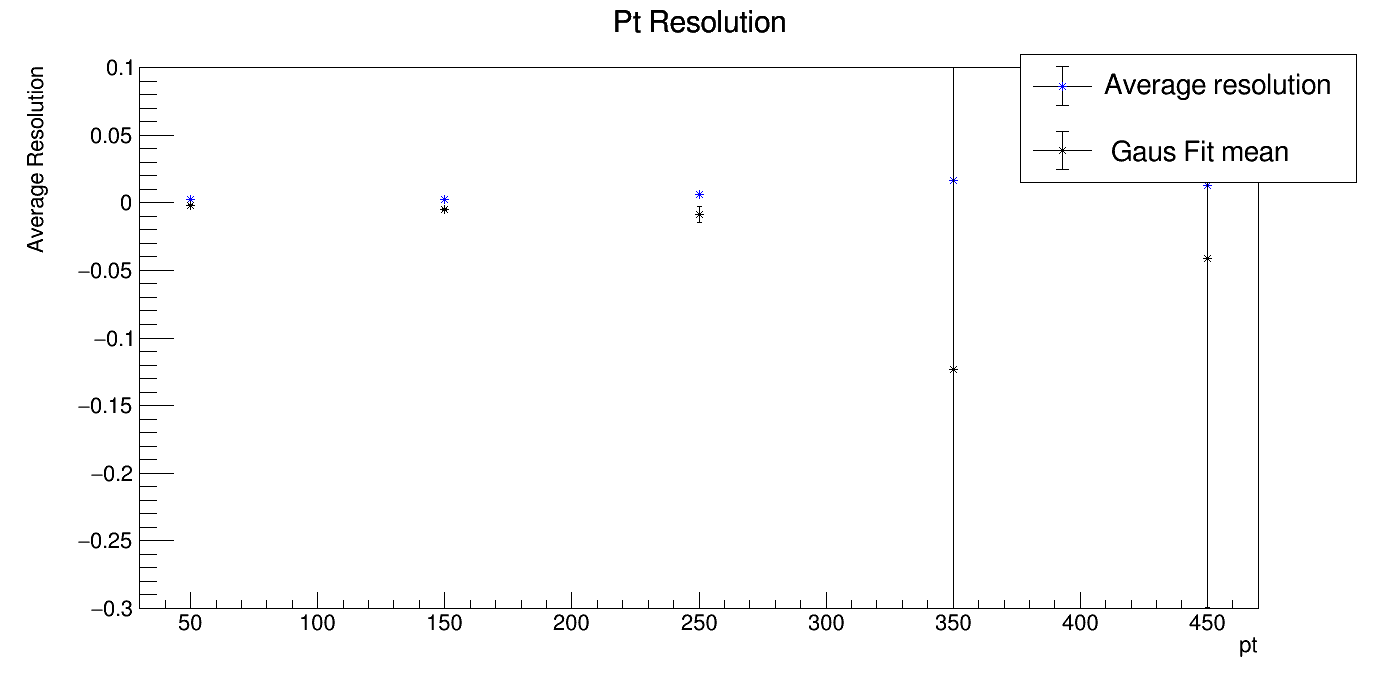 Pt Resolution
Average Resolution
Average resolution
Gaus Fit mean
0.1
0.05
0
−0.05
−0.1
−0.15
−0.2
−0.25
−0.3
50 100 150 200 250 300 350 400 450
pt